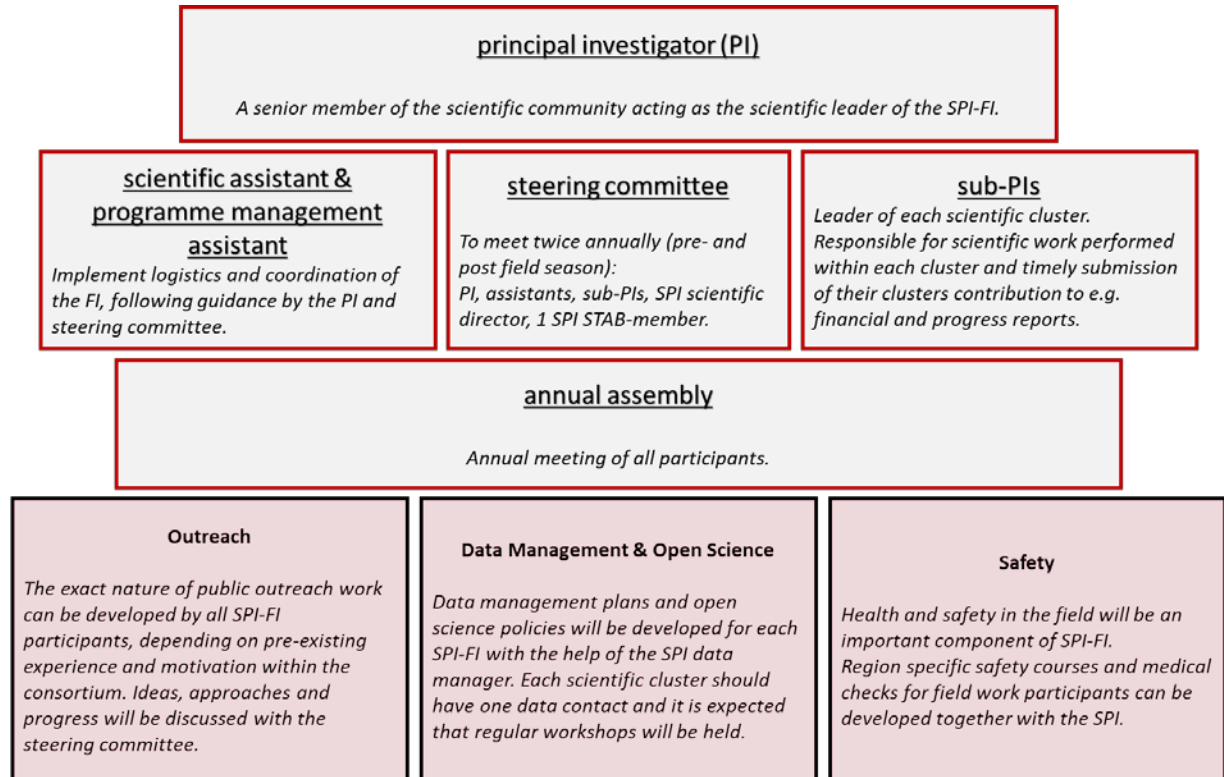 principal investigator (PI)
A senior member of the scientific community acting as the scientific leader of the SPI-FI.
scientific assistant &
programme management
assistant
Implement logistics and coordination of
the FI, following guidance by the PI and
steering committee.
steering committee
To meet twice annually (pre- and
post field season):
PI, assistants, sub-PIs, SPI scientific
director, 1 SPI STAB-member.
sub-PIs
Leader of each scientific cluster.
Responsible for scientific work performed
within each cluster and timely submission
of their clusters contribution to e.g.
financial and progress reports.
annual assembly
Annual meeting of all participants.
Outreach
The exact nature of public outreach work
can be developed by all SPI-FI
participants, depending on pre-existing
experience and motivation within the
consortium. Ideas, approaches and
progress will be discussed with the
steering committee.
Data Management & Open Science
Data management plans and open
science policies will be developed for each
SPI-FI with the help of the SPI data
manager. Each scientific cluster should
have one data contact and it is expected
that regular workshops will be held.
Safety
Health and safety in the field will be an
important component of SPI-FI.
Region specific safety courses and medical
checks for field work participants can be
developed together with the SPI.